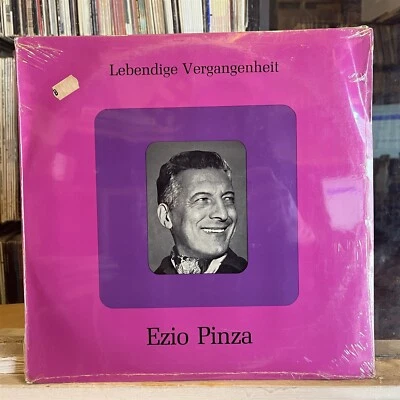 Lebendige Vergangenheit
Ezio Pinza